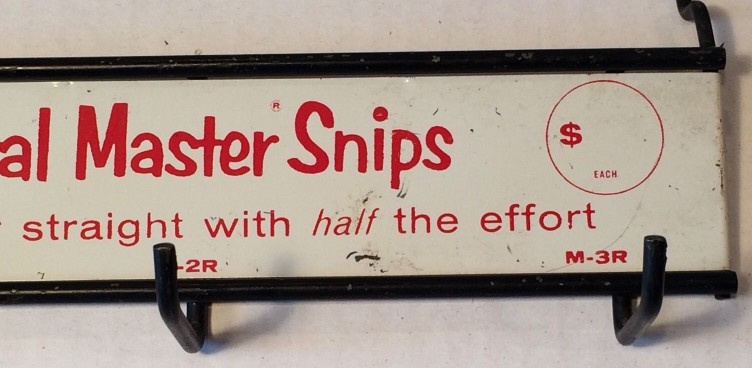 al Master® Snips
$
EACH
straight with half the effort
-2R M-3R